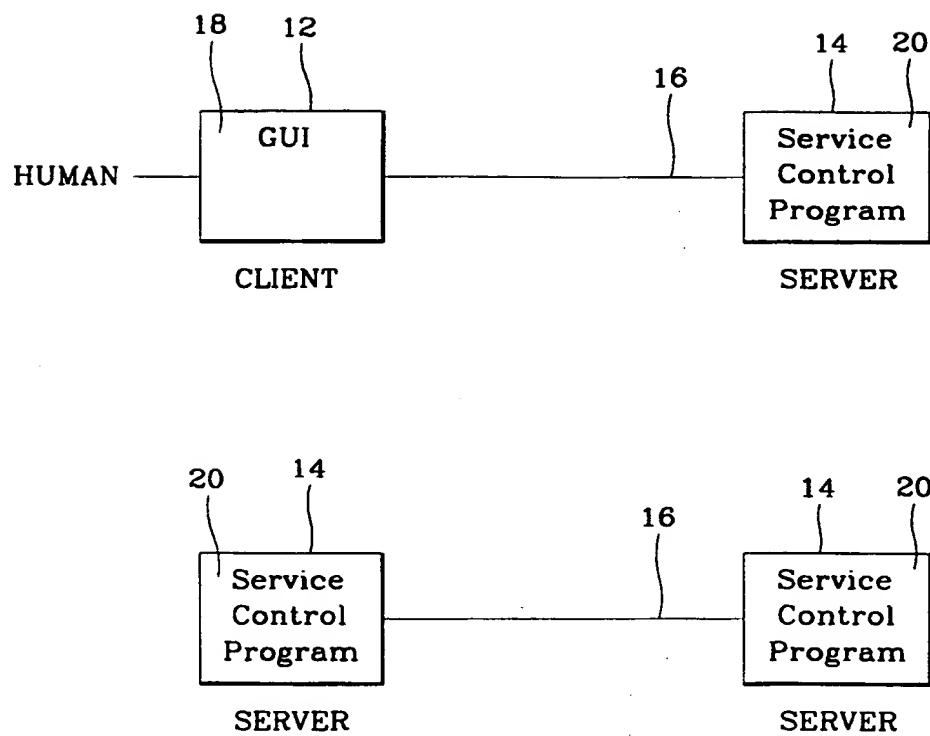 18 12 14 20
16
GUI
Service
Control
Program
HUMAN
CLIENT
SERVER
20 14 14 20
16
Service
Control
Program
Service
Control
Program
SERVER
SERVER